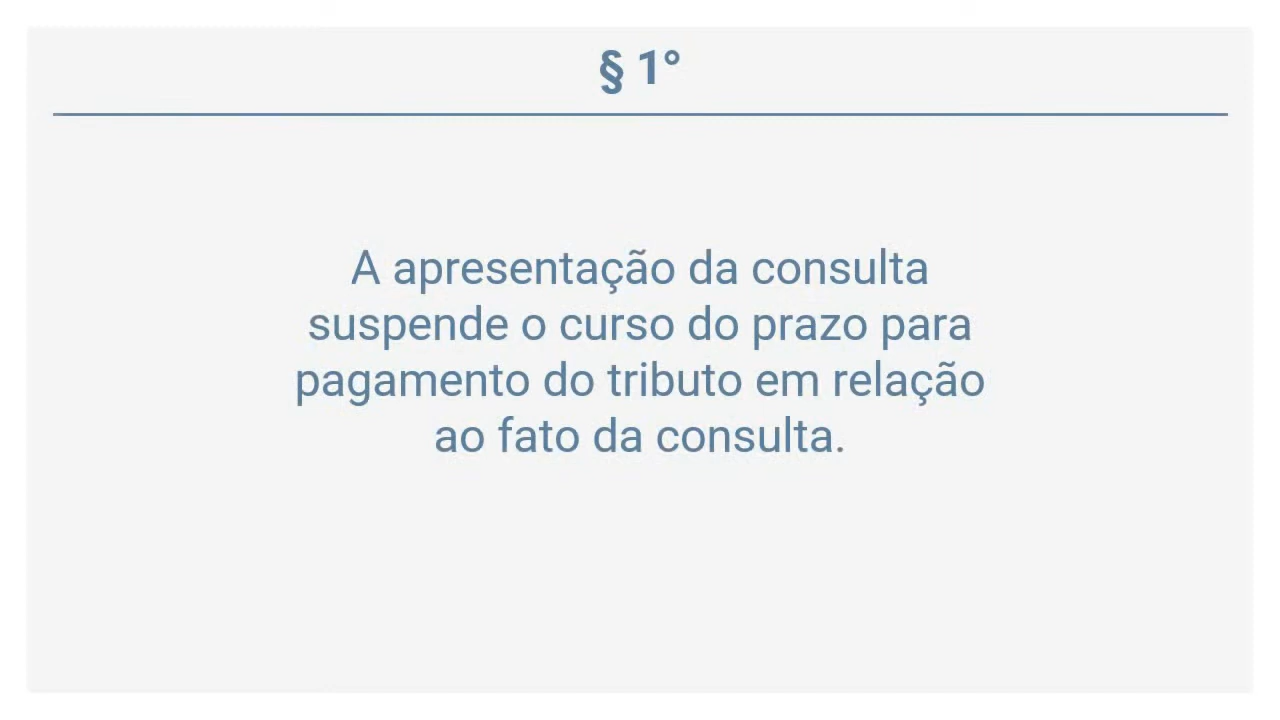 § 1°
A apresentação da consulta
suspende o curso do prazo para
pagamento do tributo em relação
ao fato da consulta.